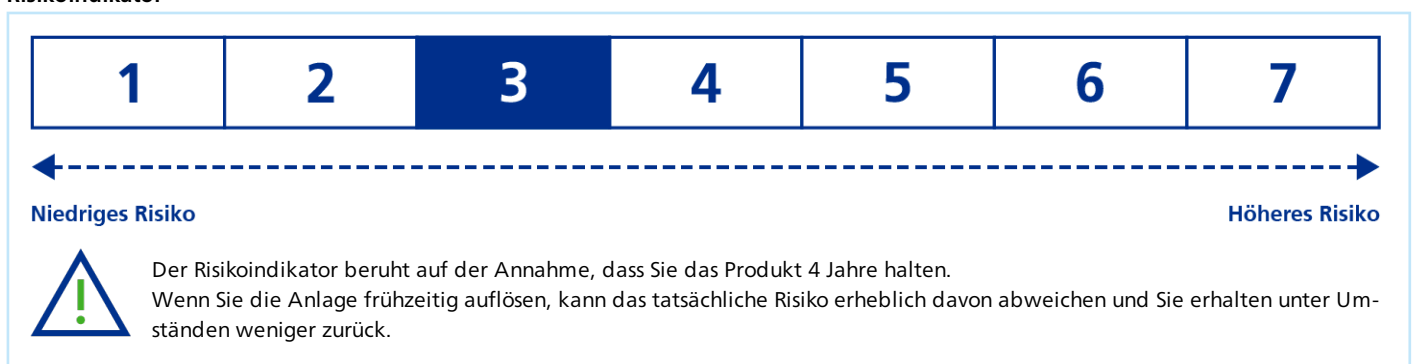 Risikoindikator
1 2 3 4 5 6 7
Niedriges Risiko Höheres Risiko
Der Risikoindikator beruht auf der Annahme, dass Sie das Produkt 4 Jahre halten.
Wenn Sie die Anlage frühzeitig auflösen, kann das tatsächliche Risiko erheblich davon abweichen und Sie erhalten unter Um-
ständen weniger zurück.